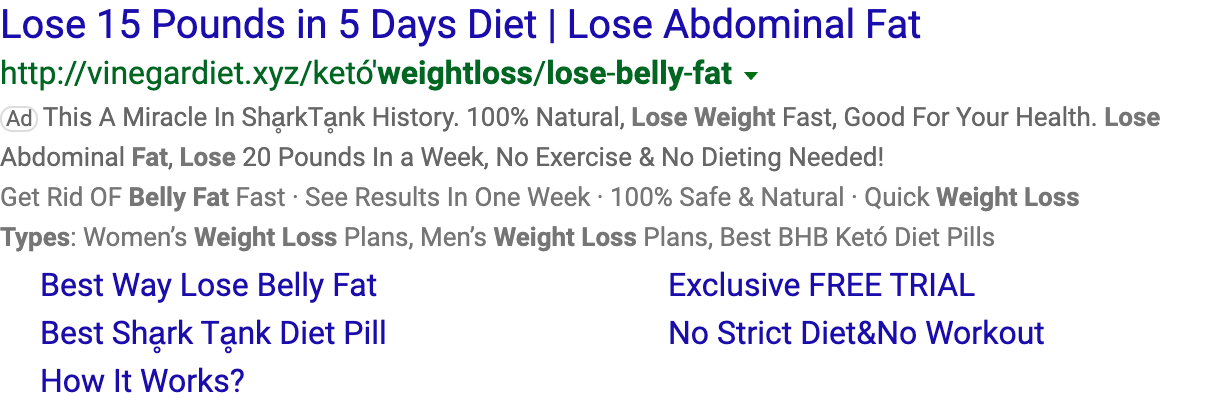 Lose 15 Pounds in 5 Days Diet | Lose Abdominal Fat
http://vinegardiet.xyz/ketó'weightloss/lose-belly-fat
Ad This A Miracle In Shḁrk Tḁnk History. 100% Natural, Lose Weight Fast, Good For Your Health. Lose
Abdominal Fat, Lose 20 Pounds In a Week, No Exercise & No Dieting Needed!
Get Rid OF Belly Fat Fast · See Results In One Week · 100% Safe & Natural · Quick Weight Loss
Types: Women’s Weight Loss Plans, Men’s Weight Loss Plans, Best BHB Ketó Diet Pills
Best Way Lose Belly Fat
Exclusive FREE TRIAL
Best Shḁrk Tḁnk Diet Pill
No Strict Diet&No Workout
How It Works?